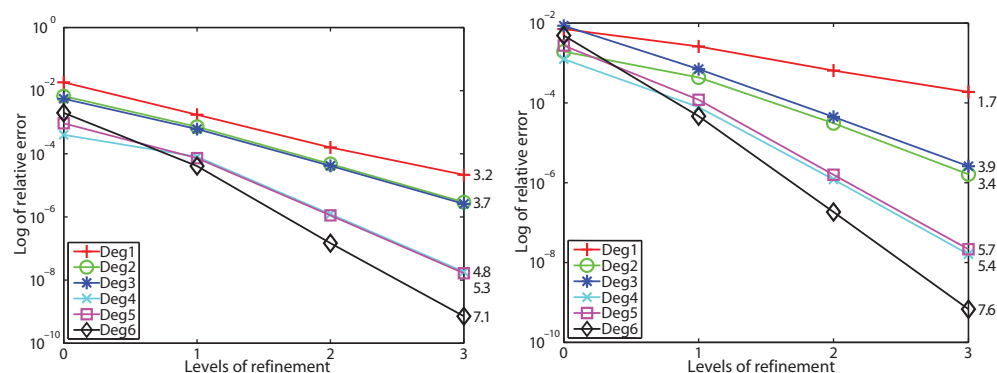 10^0
10^-2
10^-4
10^-6
10^-8
10^-10
Log of relative error
Deg1
Deg2
Deg3
Deg4
Deg5
Deg6
3.2
3.7
4.8
5.3
7.1
0 1 2 3
Levels of refinement
10^-2
10^-4
10^-6
10^-8
10^-10
Log of relative error
Deg1
Deg2
Deg3
Deg4
Deg5
Deg6
1.7
3.9
3.4
5.7
5.4
7.6
0 1 2 3
Levels of refinement